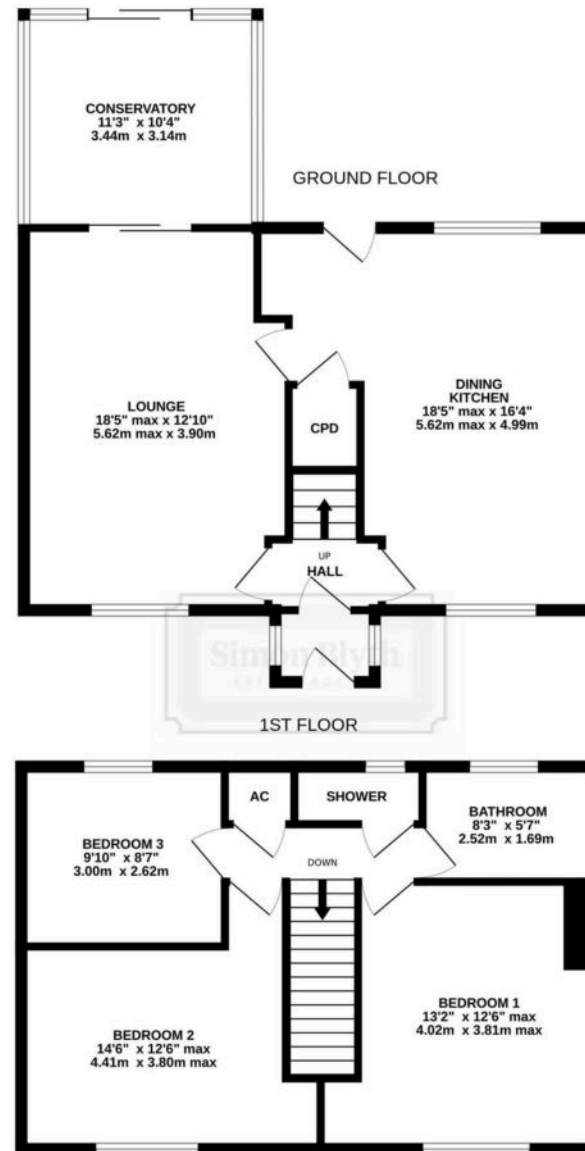 CONSERVATORY
11'3" x 10'4"
3.44m x 3.14m
GROUND FLOOR
LOUNGE
18'5" max x 12'10"
5.62m max x 3.90m
DINING
KITCHEN
18'5" max x 16'4"
5.62m max x 4.99m
CPD
UP
HALL
Simon Blyth
ESTATE AGENTS
1ST FLOOR
AC
SHOWER
BATHROOM
8'3" x 5'7"
2.52m x 1.69m
BEDROOM 3
9'10" x 8'7"
3.00m x 2.62m
DOWN
BEDROOM 1
13'2" x 12'6" max
4.02m x 3.81m max
BEDROOM 2
14'6" x 12'6" max
4.41m x 3.80m max